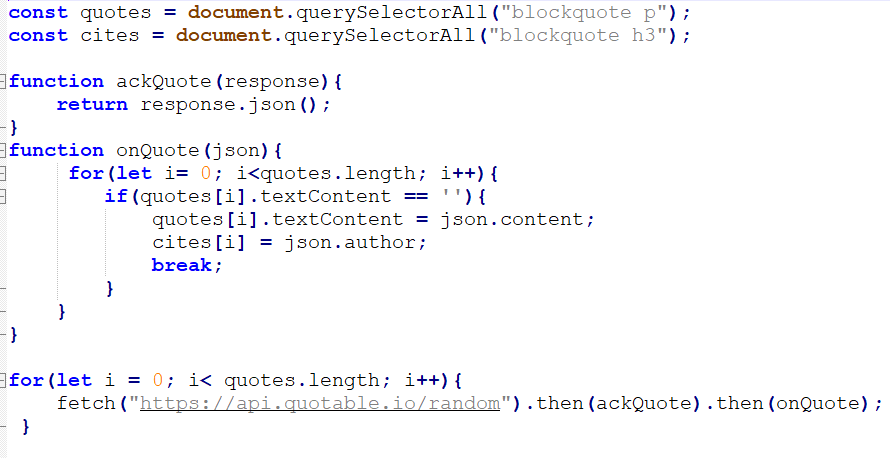 const quotes = document.querySelectorAll("blockquote p");
const cites = document.querySelectorAll("blockquote h3");
function ackQuote(response){
return response.json();
}
function onQuote(json){
for(let i= 0; i<quotes.length; i++){
if(quotes[i].textContent == ''){
quotes[i].textContent = json.content;
cites[i] = json.author;
break;
}
}
}
for(let i = 0; i< quotes.length; i++){
fetch("https://api.quotable.io/random").then(ackQuote).then(onQuote);
}